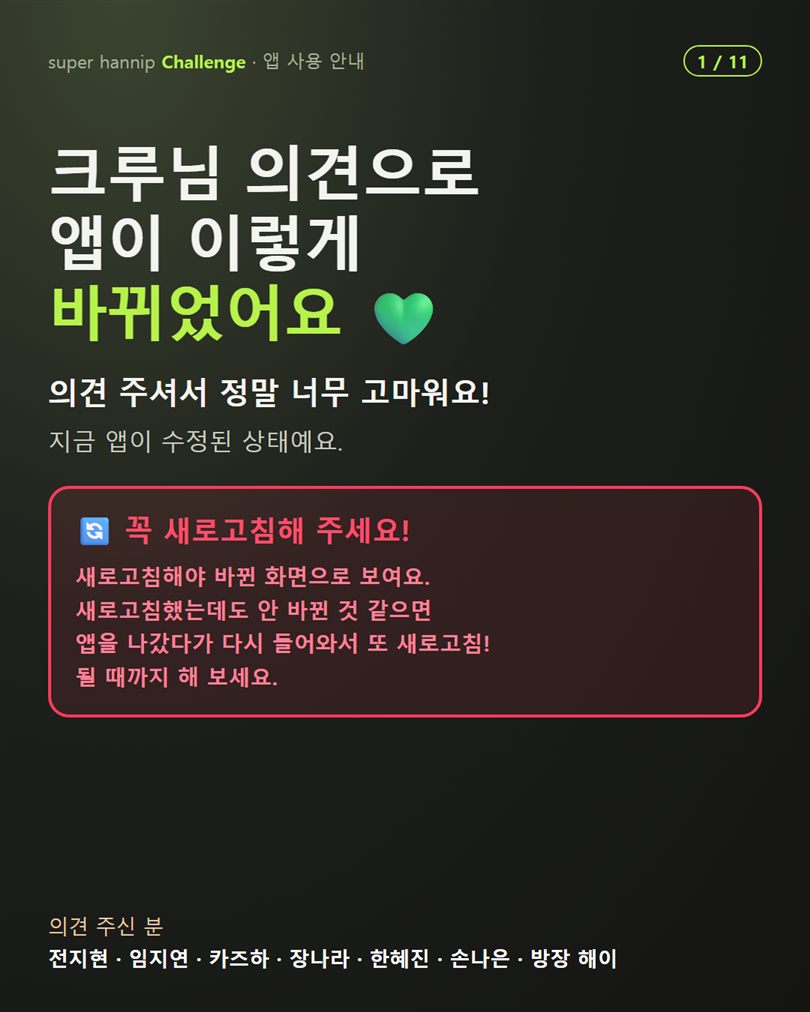 super hannip Challenge · 앱 사용 안내
1 / 11
크루님 의견으로
앱이 이렇게
바뀌었어요 💚
의견 주셔서 정말 너무 고마워요!
지금 앱이 수정된 상태예요.
🔄 꼭 새로고침해 주세요!
새로고침해야 바뀐 화면으로 보여요.
새로고침했는데도 안 바뀐 것 같으면
앱을 나갔다가 다시 들어와서 또 새로고침!
될 때까지 해 보세요.
의견 주신 분
전지현 · 임지연 · 카즈하 · 장나라 · 한혜진 · 손나은 · 방장 해이